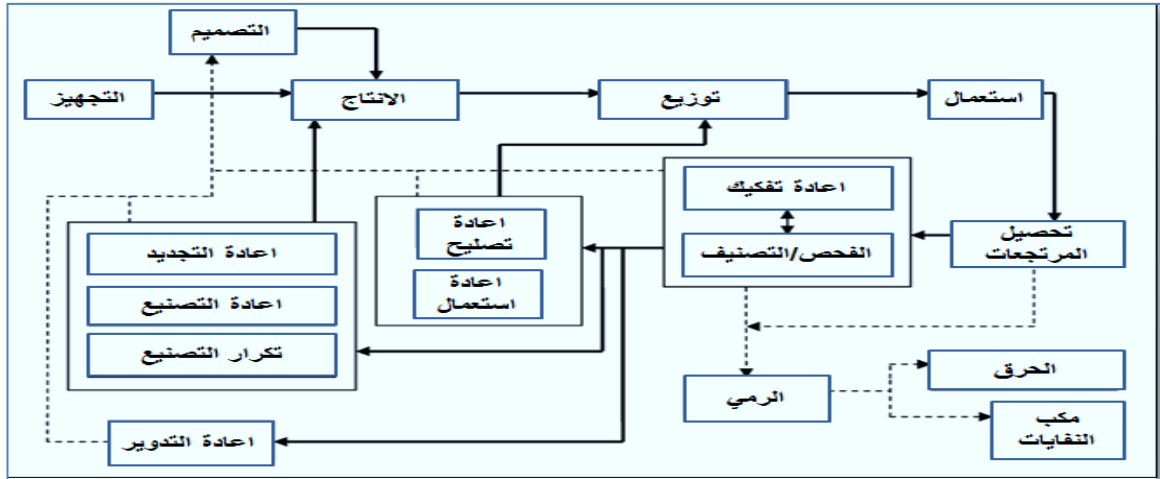 التصميم
التجهيز
الانتاج
توزيع
استعمال
اعادة تفكيك
الفحص/التصنيف
تحصيل
المرتجعات
اعادة
تصليح
اعادة
استعمال
اعادة التجديد
اعادة التصنيع
تكرار التصنيع
الرمي
الحرق
مكب
النفايات
اعادة التدوير